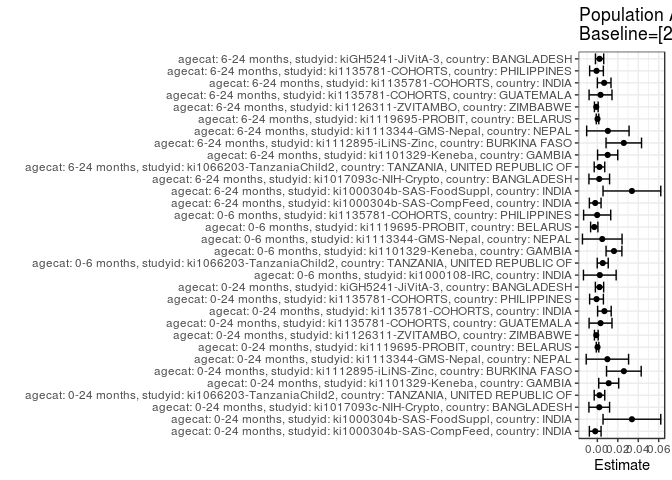 Population A
Baseline=[2
agecat: 6-24 months, studyid: kiGH5241-JiVitA-3, country: BANGLADESH
agecat: 6-24 months, studyid: ki1135781-COHORTS, country: PHILIPPINES
agecat: 6-24 months, studyid: ki1135781-COHORTS, country: INDIA
agecat: 6-24 months, studyid: ki1135781-COHORTS, country: GUATEMALA
agecat: 6-24 months, studyid: ki1126311-ZVITAMBO, country: ZIMBABWE
agecat: 6-24 months, studyid: ki1119695-PROBIT, country: BELARUS
agecat: 6-24 months, studyid: ki1113344-GMS-Nepal, country: NEPAL
agecat: 6-24 months, studyid: ki1112895-iLiNS-Zinc, country: BURKINA FASO
agecat: 6-24 months, studyid: ki1101329-Keneba, country: GAMBIA
agecat: 6-24 months, studyid: ki1066203-TanzaniaChild2, country: TANZANIA, UNITED REPUBLIC OF
agecat: 6-24 months, studyid: ki1017093c-NIH-Crypto, country: BANGLADESH
agecat: 6-24 months, studyid: ki1000304b-SAS-FoodSuppl, country: INDIA
agecat: 6-24 months, studyid: ki1000304b-SAS-CompFeed, country: INDIA
agecat: 0-6 months, studyid: ki1135781-COHORTS, country: PHILIPPINES
agecat: 0-6 months, studyid: ki1119695-PROBIT, country: BELARUS
agecat: 0-6 months, studyid: ki1113344-GMS-Nepal, country: NEPAL
agecat: 0-6 months, studyid: ki1101329-Keneba, country: GAMBIA
agecat: 0-6 months, studyid: ki1066203-TanzaniaChild2, country: TANZANIA, UNITED REPUBLIC OF
agecat: 0-6 months, studyid: ki1000108-IRC, country: INDIA
agecat: 0-24 months, studyid: kiGH5241-JiVitA-3, country: BANGLADESH
agecat: 0-24 months, studyid: ki1135781-COHORTS, country: PHILIPPINES
agecat: 0-24 months, studyid: ki1135781-COHORTS, country: INDIA
agecat: 0-24 months, studyid: ki1135781-COHORTS, country: GUATEMALA
agecat: 0-24 months, studyid: ki1126311-ZVITAMBO, country: ZIMBABWE
agecat: 0-24 months, studyid: ki1119695-PROBIT, country: BELARUS
agecat: 0-24 months, studyid: ki1113344-GMS-Nepal, country: NEPAL
agecat: 0-24 months, studyid: ki1112895-iLiNS-Zinc, country: BURKINA FASO
agecat: 0-24 months, studyid: ki1101329-Keneba, country: GAMBIA
agecat: 0-24 months, studyid: ki1066203-TanzaniaChild2, country: TANZANIA, UNITED REPUBLIC OF
agecat: 0-24 months, studyid: ki1017093c-NIH-Crypto, country: BANGLADESH
agecat: 0-24 months, studyid: ki1000304b-SAS-FoodSuppl, country: INDIA
agecat: 0-24 months, studyid: ki1000304b-SAS-CompFeed, country: INDIA
0.00 0.02 0.04 0.06
Estimate